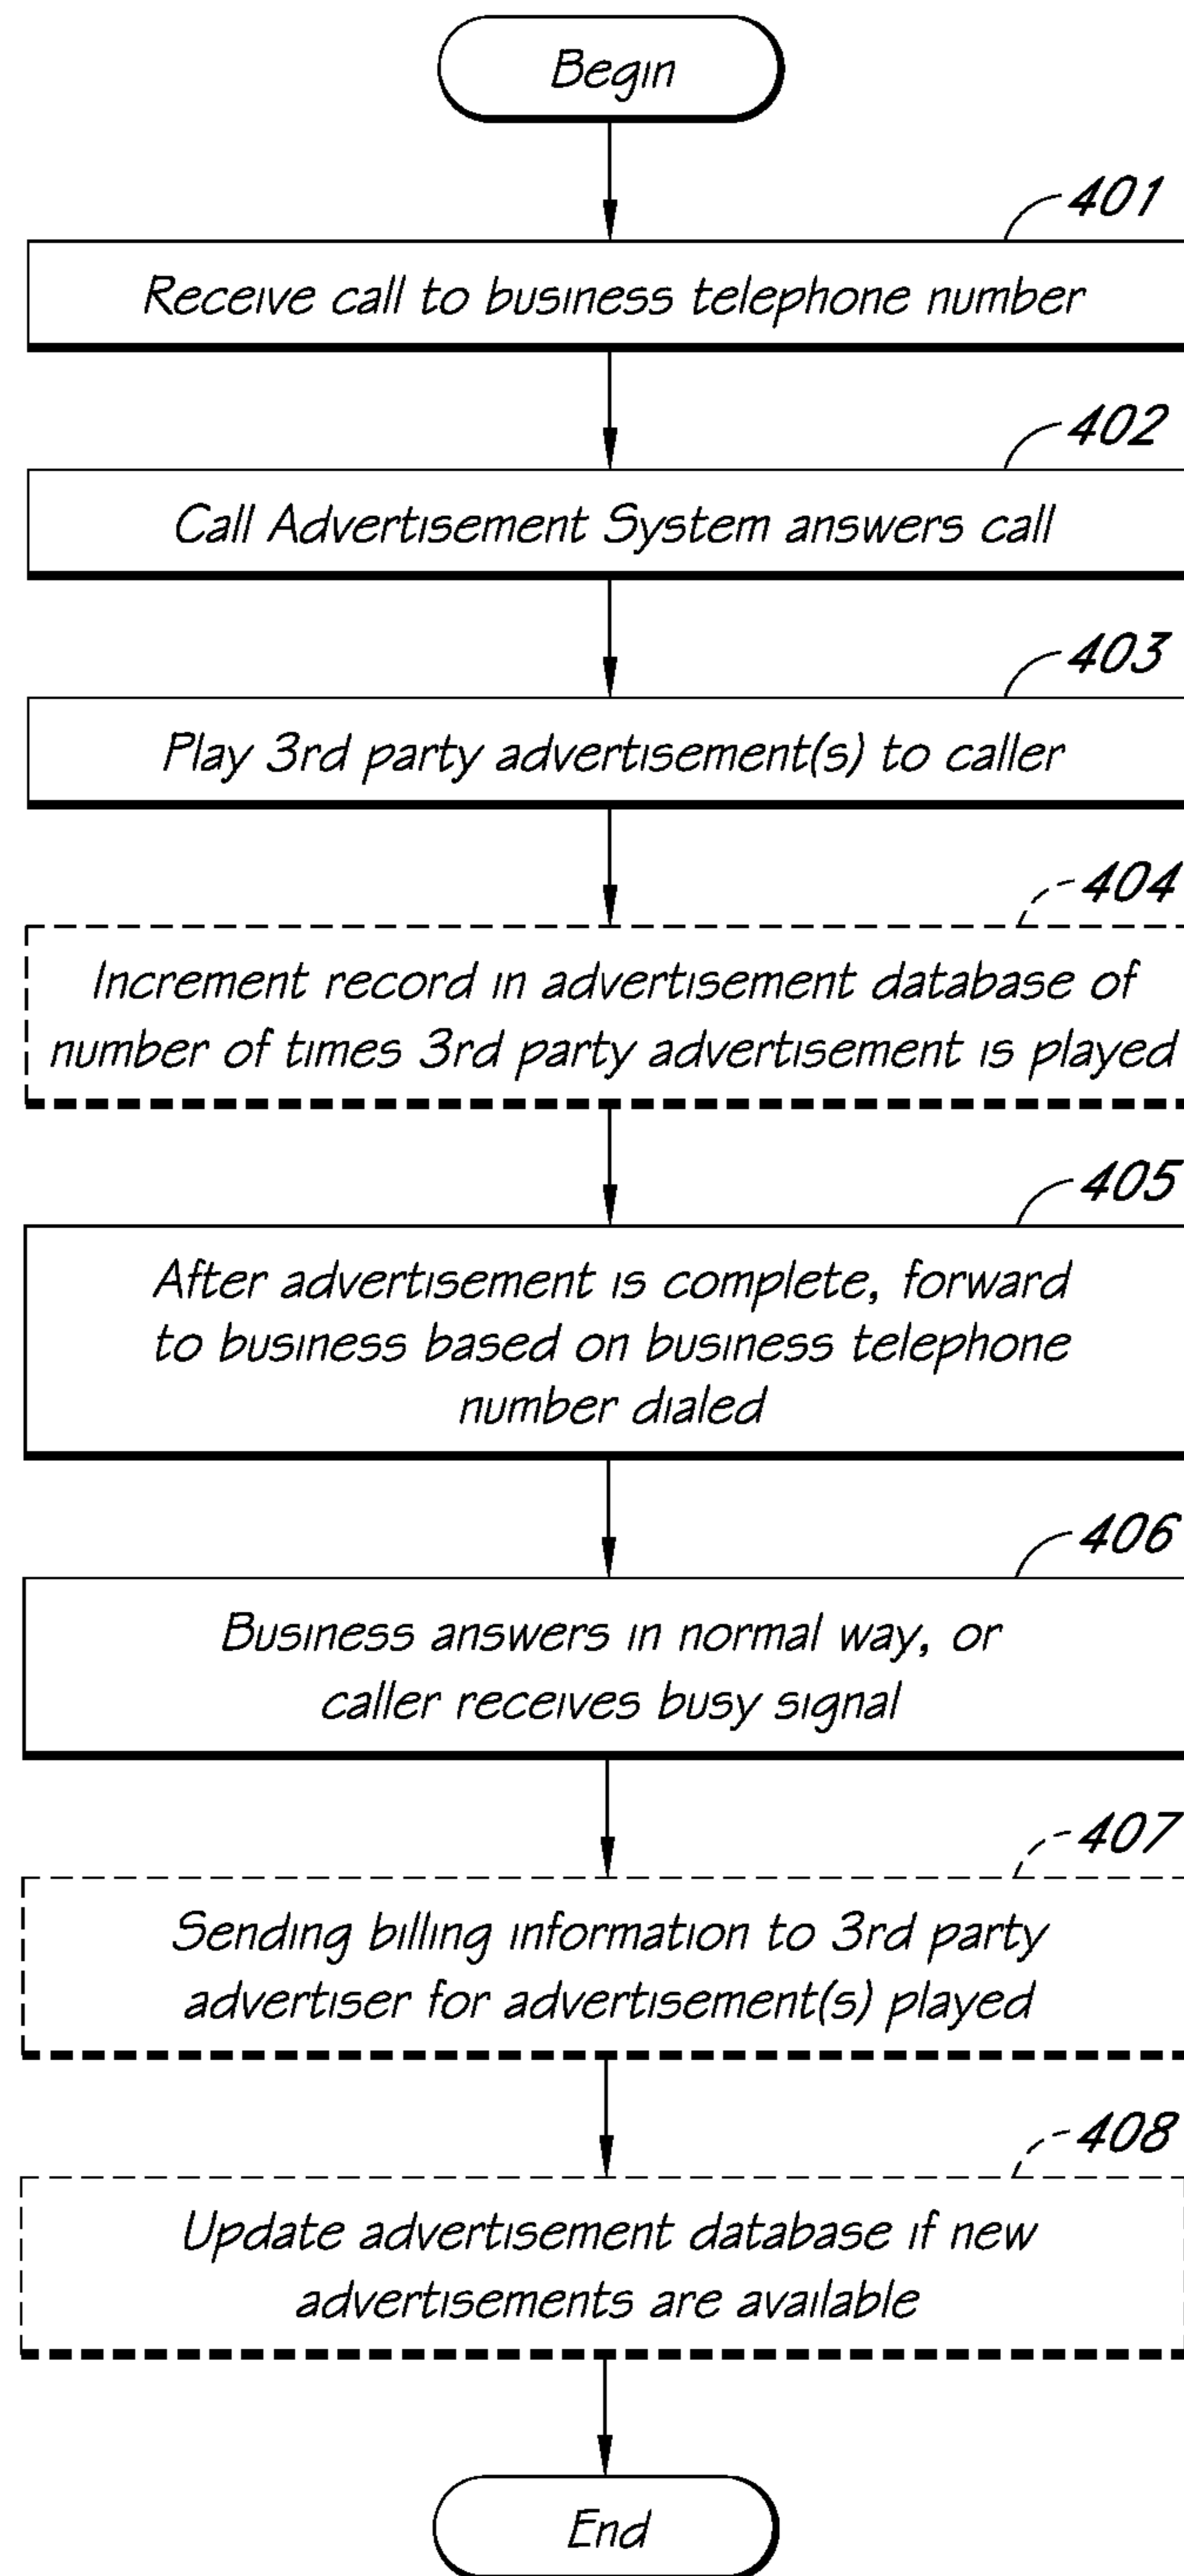 Begin
401
Receive call to business telephone number
402
Call Advertisement System answers call
403
Play 3rd party advertisement(s) to caller
404
Increment record in advertisement database of
number of times 3rd party advertisement is played
405
After advertisement is complete, forward
to business based on business telephone
number dialed
406
Business answers in normal way, or
caller receives busy signal
407
Sending billing information to 3rd party
advertiser for advertisement(s) played
408
Update advertisement database if new
advertisements are available
End